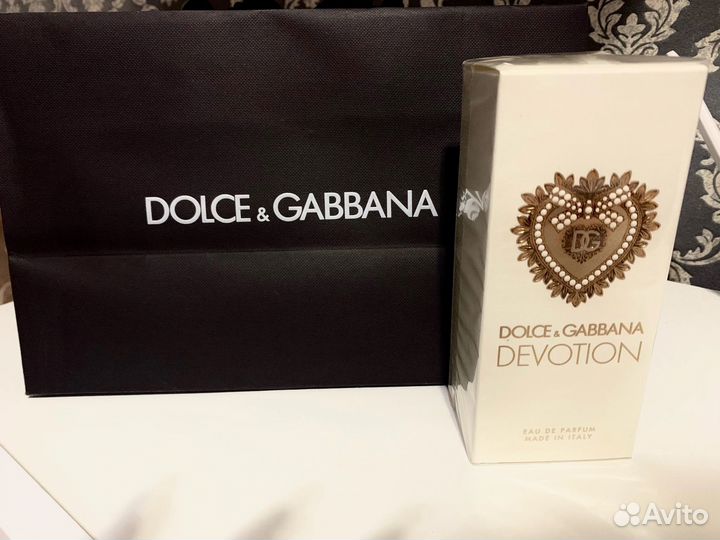 DOLCE & GABBANA
DG
DOLCE & GABBANA
DEVOTION
EAU DE PARFUM
MADE IN ITALY
Avito